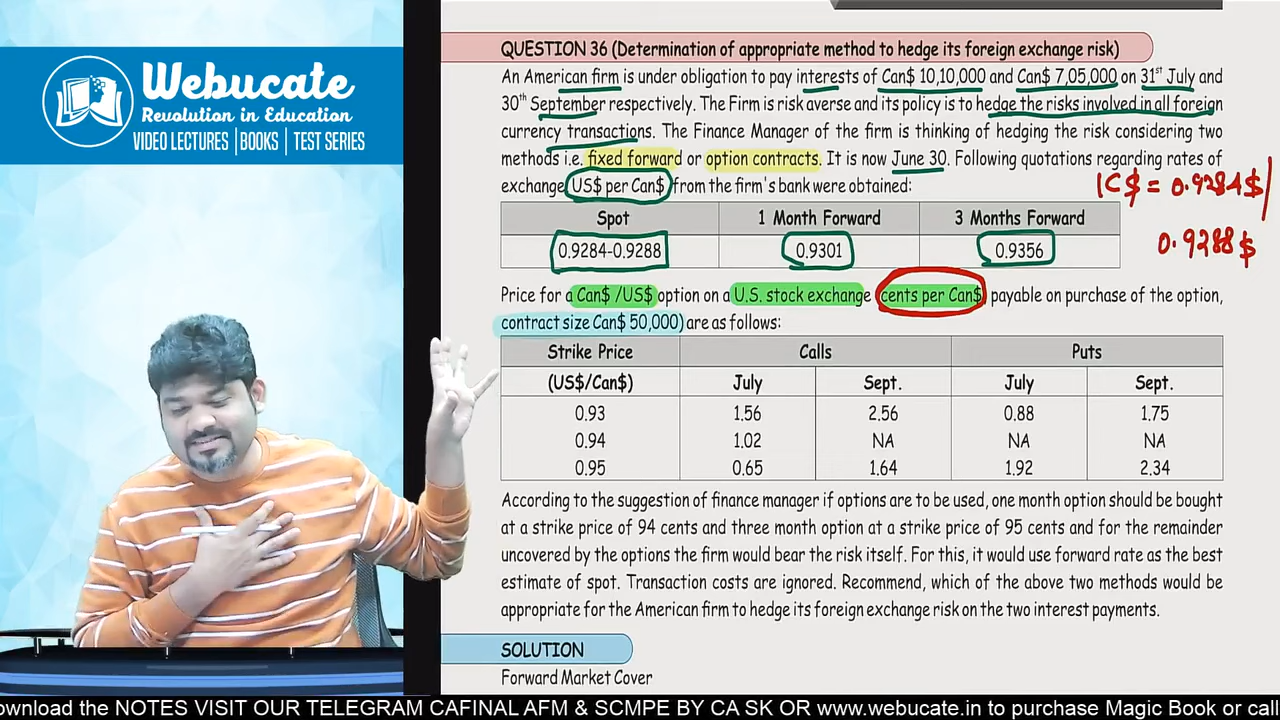 Webucate
Revolution in Education
VIDEO LECTURES | BOOKS | TEST SERIES
QUESTION 36 (Determination of appropriate method to hedge its foreign exchange risk)
An American firm is under obligation to pay interests of Can$ 10,10,000 and Can$ 7,05,000 on 31st July and
30th September respectively. The Firm is risk averse and its policy is to hedge the risks involved in all foreign
currency transactions. The Finance Manager of the firm is thinking of hedging the risk considering two
methods i.e. fixed forward or option contracts. It is now June 30. Following quotations regarding rates of
exchange US$ per Can$ from the firm's bank were obtained:
1C$ = 0.9284$/
0.9288$
Spot 1 Month Forward 3 Months Forward
0.9284-0.9288 0.9301 0.9356
Price for a Can$ /US$ option on a U.S. stock exchange (cents per Can$, payable on purchase of the option,
contract size Can$ 50,000) are as follows:
Strike Price Calls Puts
(US$/Can$) July Sept. July Sept.
0.93 1.56 2.56 0.88 1.75
0.94 1.02 NA NA NA
0.95 0.65 1.64 1.92 2.34
According to the suggestion of finance manager if options are to be used, one month option should be bought
at a strike price of 94 cents and three month option at a strike price of 95 cents and for the remainder
uncovered by the options the firm would bear the risk itself. For this, it would use forward rate as the best
estimate of spot. Transaction costs are ignored. Recommend, which of the above two methods would be
appropriate for the American firm to hedge its foreign exchange risk on the two interest payments.
SOLUTION
Forward Market Cover
ownload the NOTES VISIT OUR TELEGRAM CAFINAL AFM & SCMPE BY CA SK OR www.webucate.in to purchase Magic Book or call